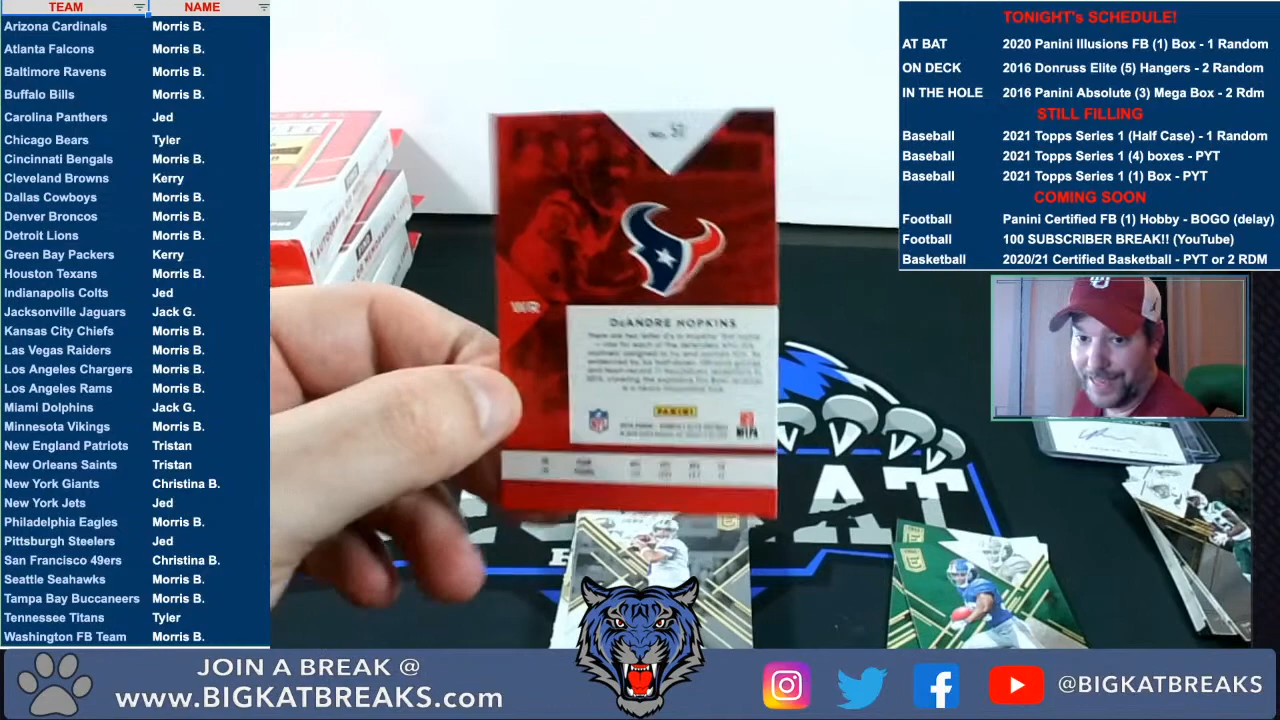 TEAM NAME
Arizona Cardinals Morris B.
Atlanta Falcons Morris B.
Baltimore Ravens Morris B.
Buffalo Bills Morris B.
Carolina Panthers Jed
Chicago Bears Tyler
Cincinnati Bengals Morris B.
Cleveland Browns Kerry
Dallas Cowboys Morris B.
Denver Broncos Morris B.
Detroit Lions Morris B.
Green Bay Packers Kerry
Houston Texans Morris B.
Indianapolis Colts Jed
Jacksonville Jaguars Jack G.
Kansas City Chiefs Morris B.
Las Vegas Raiders Morris B.
Los Angeles Chargers Morris B.
Los Angeles Rams Morris B.
Miami Dolphins Jack G.
Minnesota Vikings Morris B.
New England Patriots Tristan
New Orleans Saints Tristan
New York Giants Christina B.
New York Jets Jed
Philadelphia Eagles Morris B.
Pittsburgh Steelers Jed
San Francisco 49ers Christina B.
Seattle Seahawks Morris B.
Tampa Bay Buccaneers Morris B.
Tennessee Titans Tyler
Washington FB Team Morris B.
No.
WR
DeANDRE HOPKINS
PANINI
NFL
NFLPA
TONIGHT's SCHEDULE!
AT BAT 2020 Panini Illusions FB (1) Box - 1 Random
ON DECK 2016 Donruss Elite (5) Hangers - 2 Random
IN THE HOLE 2016 Panini Absolute (3) Mega Box - 2 Rdm
STILL FILLING
Baseball 2021 Topps Series 1 (Half Case) - 1 Random
Baseball 2021 Topps Series 1 (4) boxes - PYT
Baseball 2021 Topps Series 1 (1) Box - PYT
COMING SOON
Football Panini Certified FB (1) Hobby - BOGO (delay)
Football 100 SUBSCRIBER BREAK!! (YouTube)
Basketball 2020/21 Certified Basketball - PYT or 2 RDM
JOIN A BREAK @
www.BIGKATBREAKS.com
@BIGKATBREAKS